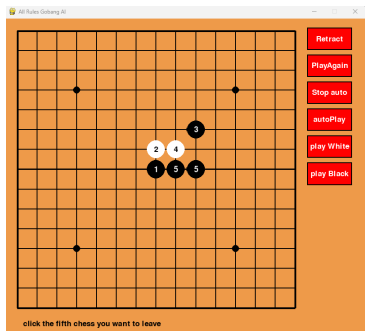 All Rules Gobang AI
Retract
PlayAgain
Stop auto
autoPlay
play White
play Black
3
2 4
1 5 5
click the fifth chess you want to leave